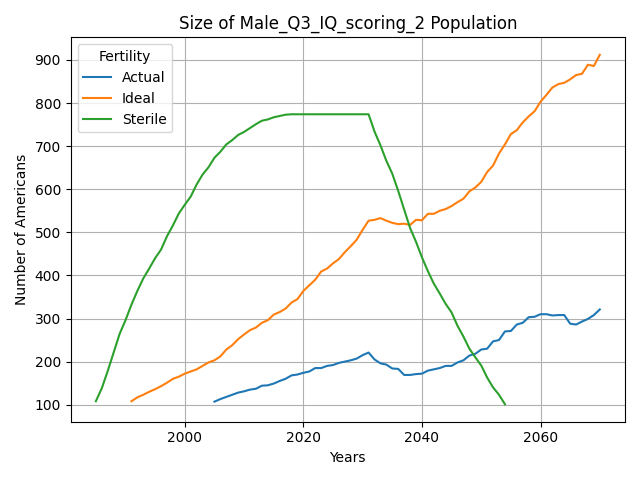 Size of Male_Q3_IQ_scoring_2 Population
Fertility
Actual
Ideal
Sterile
900
800
700
600
500
400
300
200
100
Number of Americans
2000
2020
2040
2060
Years